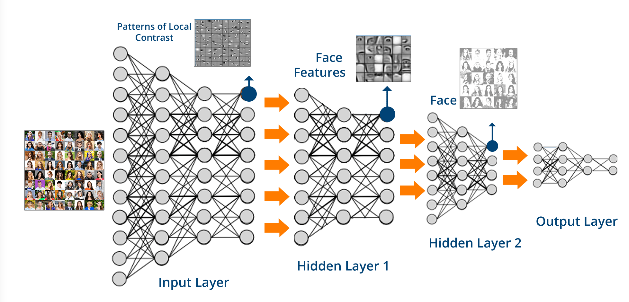 Patterns of Local
Contrast
Face
Features
Face
Input Layer
Hidden Layer 1
Hidden Layer 2
Output Layer